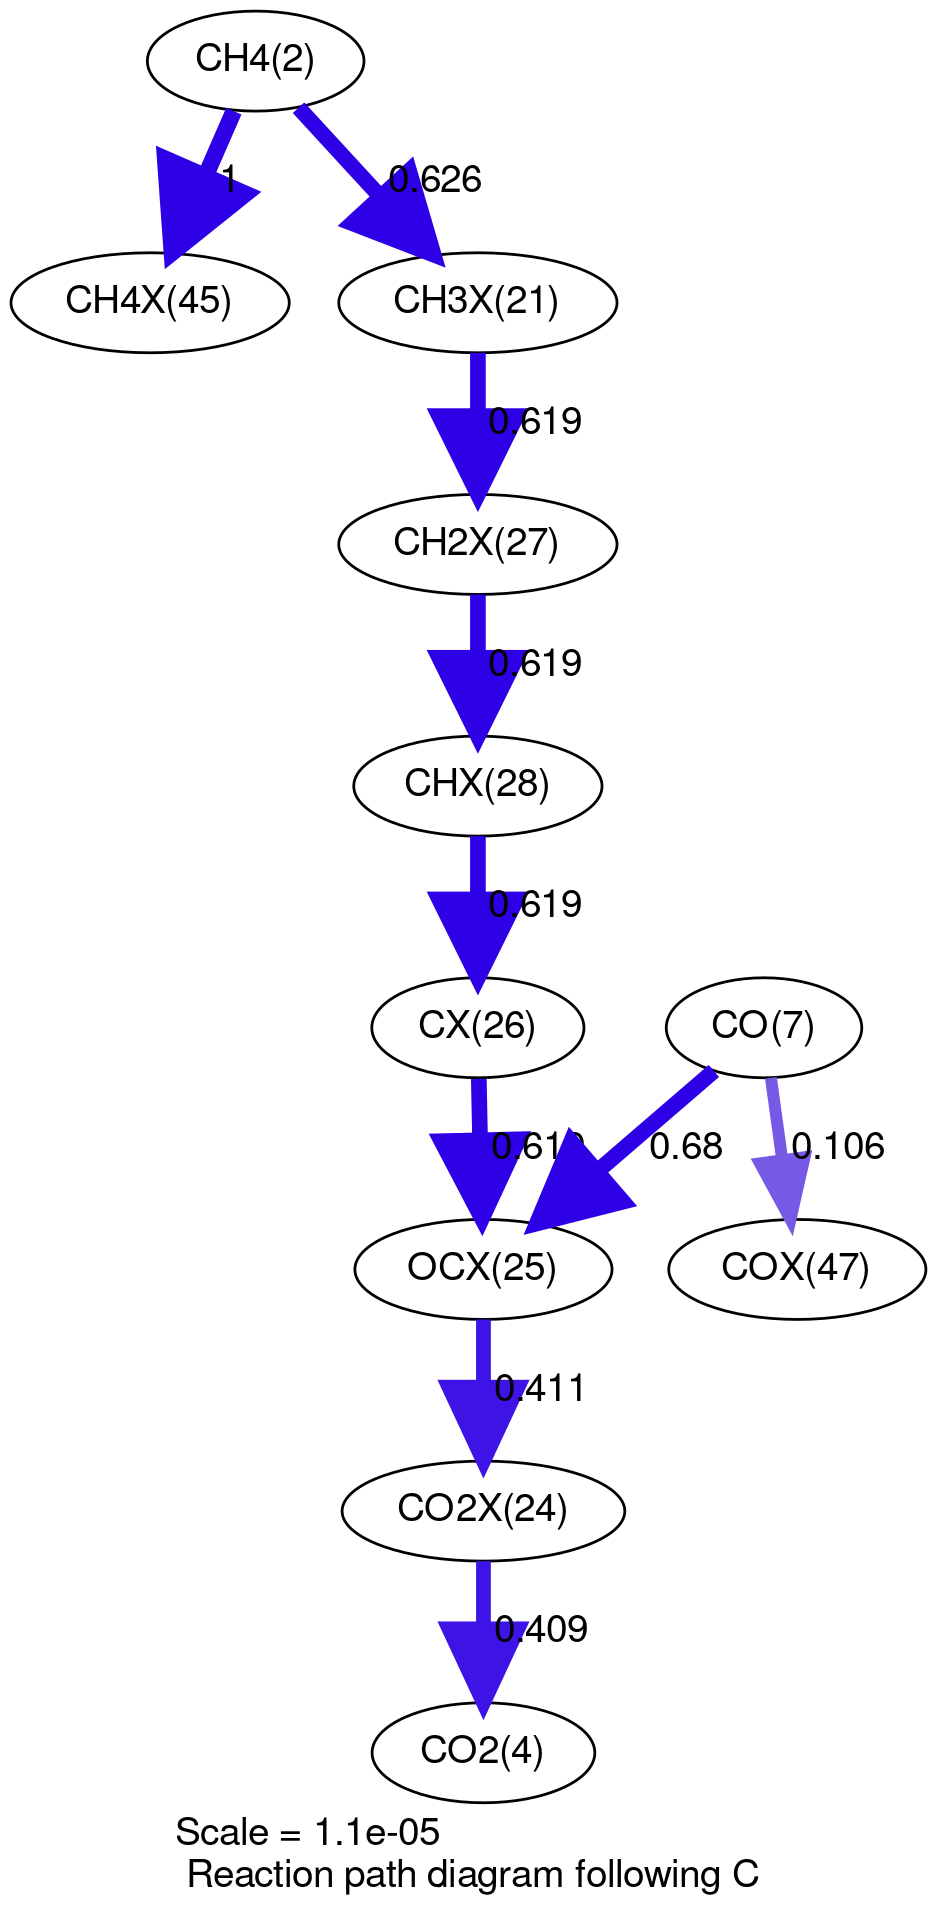 CH4(2)
1
0.626
CH4X(45)
CH3X(21)
0.619
CH2X(27)
0.619
CHX(28)
0.619
CX(26)
CO(7)
0.619
0.68
0.106
OCX(25)
COX(47)
0.411
CO2X(24)
0.409
CO2(4)
Scale = 1.1e-05
Reaction path diagram following C